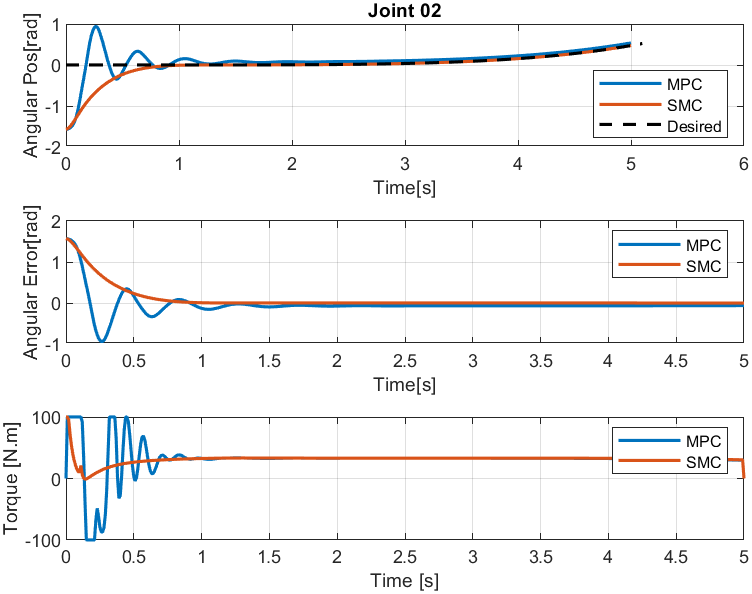 Joint 02
Angular Pos[rad]
1
0
-1
-2
MPC
SMC
Desired
0 1 2 3 4 5 6
Time[s]
Angular Error[rad]
2
1
0
-1
MPC
SMC
0 0.5 1 1.5 2 2.5 3 3.5 4 4.5 5
Time[s]
Torque [N.m]
100
0
-100
MPC
SMC
0 0.5 1 1.5 2 2.5 3 3.5 4 4.5 5
Time [s]